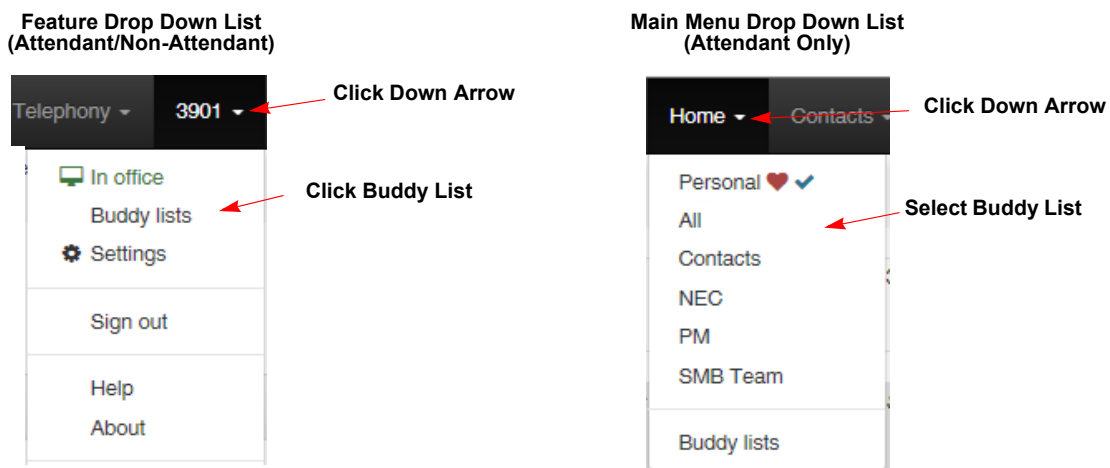 Feature Drop Down List
(Attendant/Non-Attendant)
Telephony
3901
Click Down Arrow
In office
Buddy lists
Click Buddy List
Settings
Sign out
Help
About
Main Menu Drop Down List
(Attendant Only)
Home
Contacts
Click Down Arrow
Personal
All
Select Buddy List
Contacts
NEC
PM
SMB Team
Buddy lists